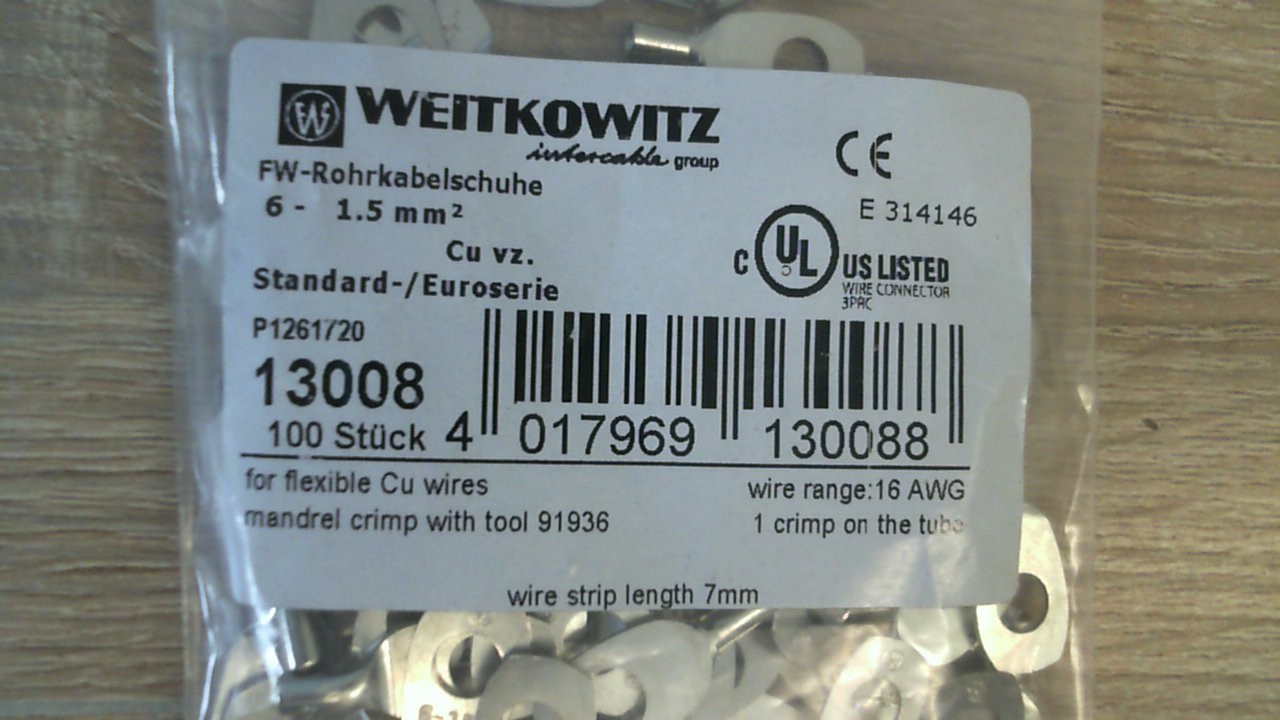 WEITKOWITZ
intercable group
FW-Rohrkabelschuhe
6 - 1.5 mm²
Cu vz.
Standard-/Euroserie
CE
E 314146
C UL US LISTED
WIRE CONNECTOR
3PAC
P1261720
13008
100 Stück
4 017969 130088
for flexible Cu wires
wire range:16 AWG
mandrel crimp with tool 91936
1 crimp on the tube
wire strip length 7mm